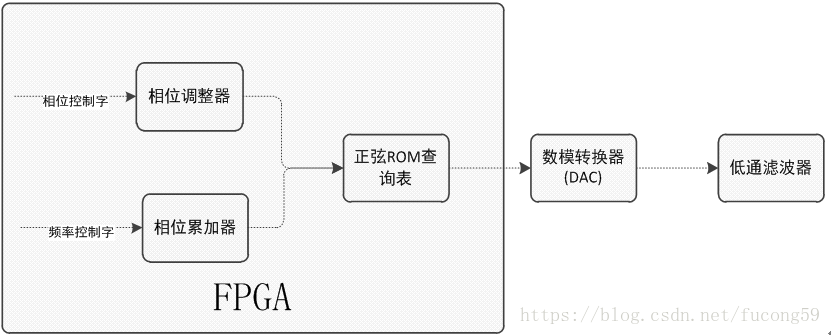 相位控制字
相位调整器
正弦ROM查
询表
数模转换器
(DAC)
低通滤波器
频率控制字
相位累加器
FPGA
https://blog.csdn.net/fucong59